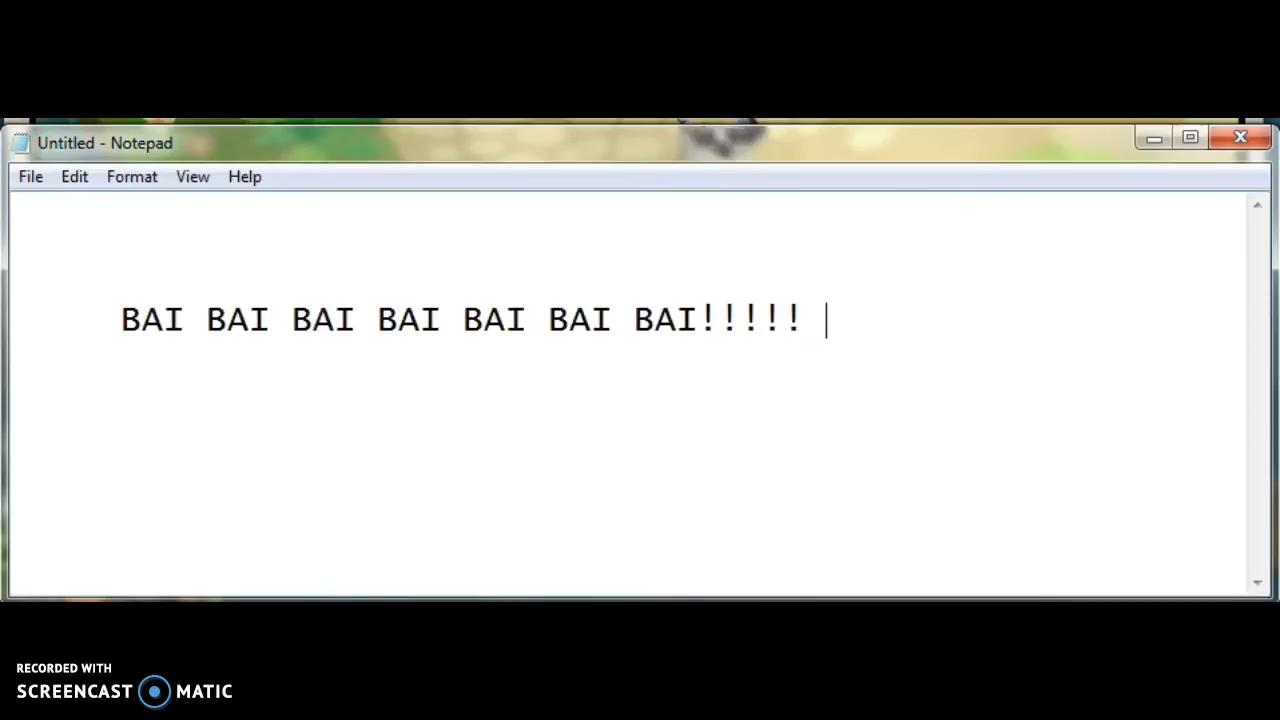 Untitled - Notepad
File Edit Format View Help
BAI BAI BAI BAI BAI BAI BAI!!!!!
RECORDED WITH
SCREENCAST MATIC